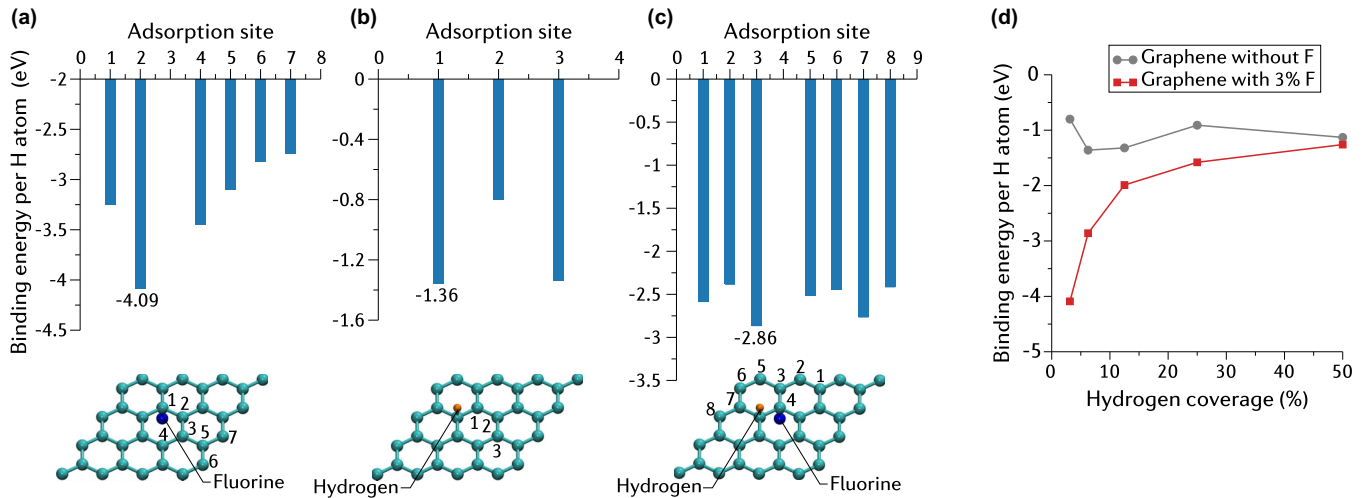 (a)
Adsorption site
0 1 2 3 4 5 6 7 8
Binding energy per H atom (eV)
-2
-2.5
-3
-3.5
-4
-4.5
-4.09
1
2
3
4
5
7
6
Fluorine
(b)
Adsorption site
0 1 2 3 4
0
-0.4
-0.8
-1.2
-1.6
-1.36
1
2
3
Hydrogen
(c)
Adsorption site
0 1 2 3 4 5 6 7 8 9
0
-0.5
-1
-1.5
-2
-2.5
-3
-3.5
-2.86
5
2
6
3
1
7
4
8
Hydrogen
Fluorine
(d)
Graphene without F
Graphene with 3% F
Binding energy per H atom (eV)
0
-1
-2
-3
-4
-5
0 10 20 30 40 50
Hydrogen coverage (%)